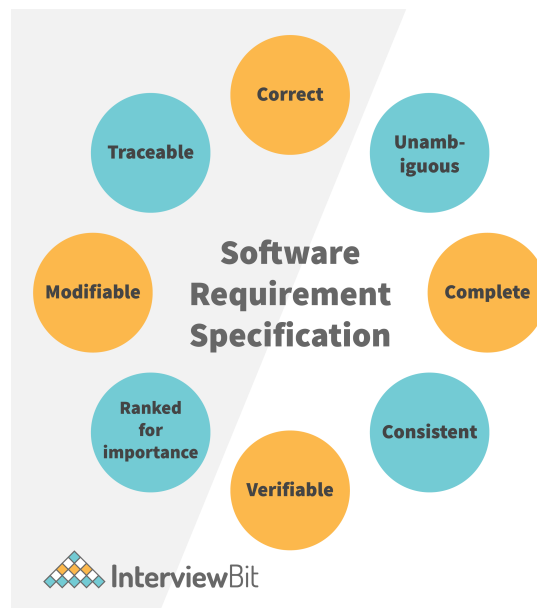 Correct
Unamb-
iguous
Complete
Consistent
Verifiable
Ranked
for
importance
Modifiable
Traceable
Software
Requirement
Specification
InterviewBit